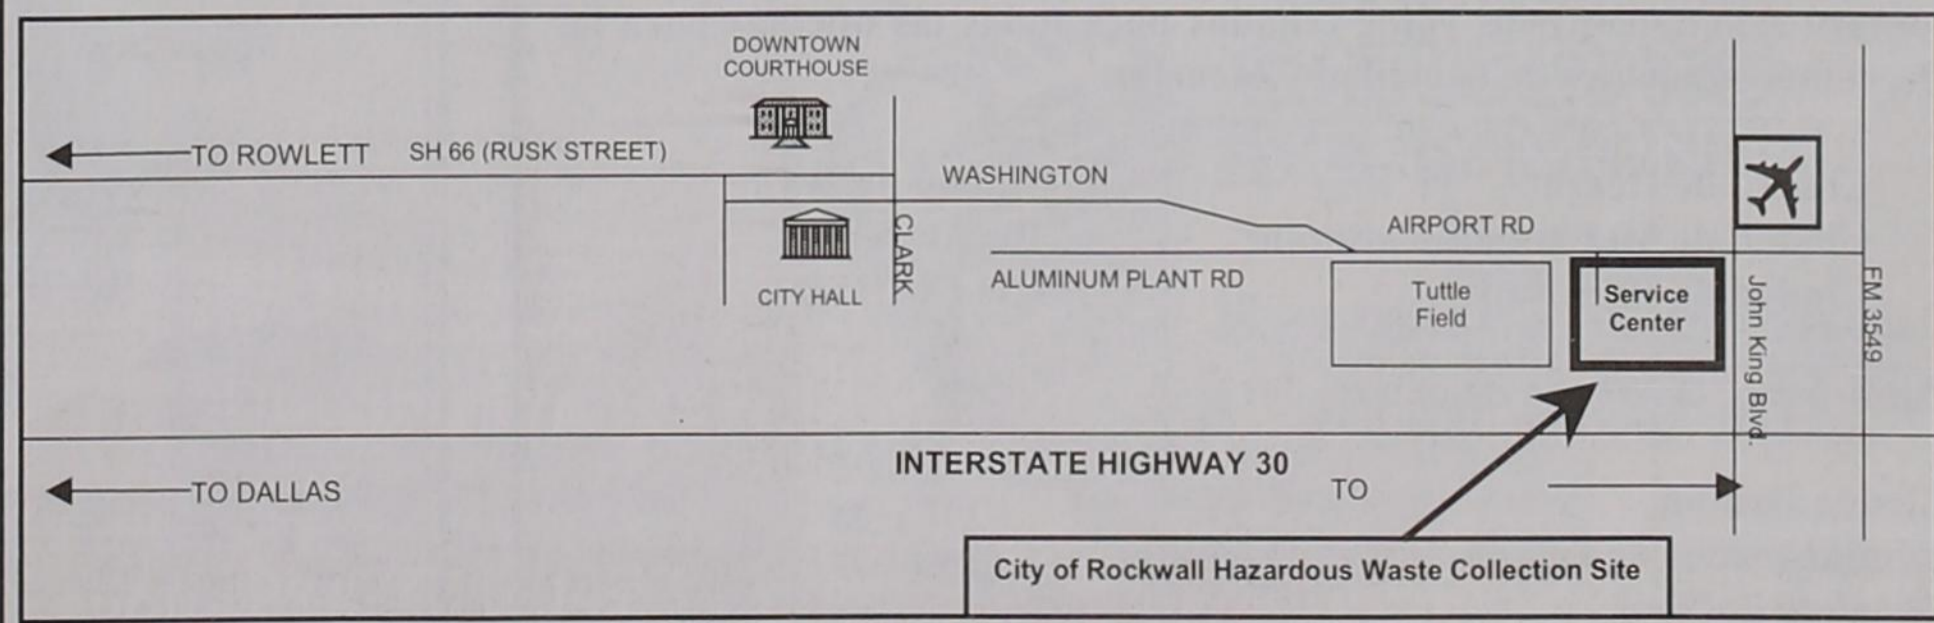 DOWNTOWN
COURTHOUSE
TO ROWLETT
SH 66 (RUSK STREET)
WASHINGTON
CLARK
CITY HALL
AIRPORT RD
ALUMINUM PLANT RD
Tuttle
Field
Service
Center
John King Blvd.
FM 3549
INTERSTATE HIGHWAY 30
TO DALLAS
TO
City of Rockwall Hazardous Waste Collection Site